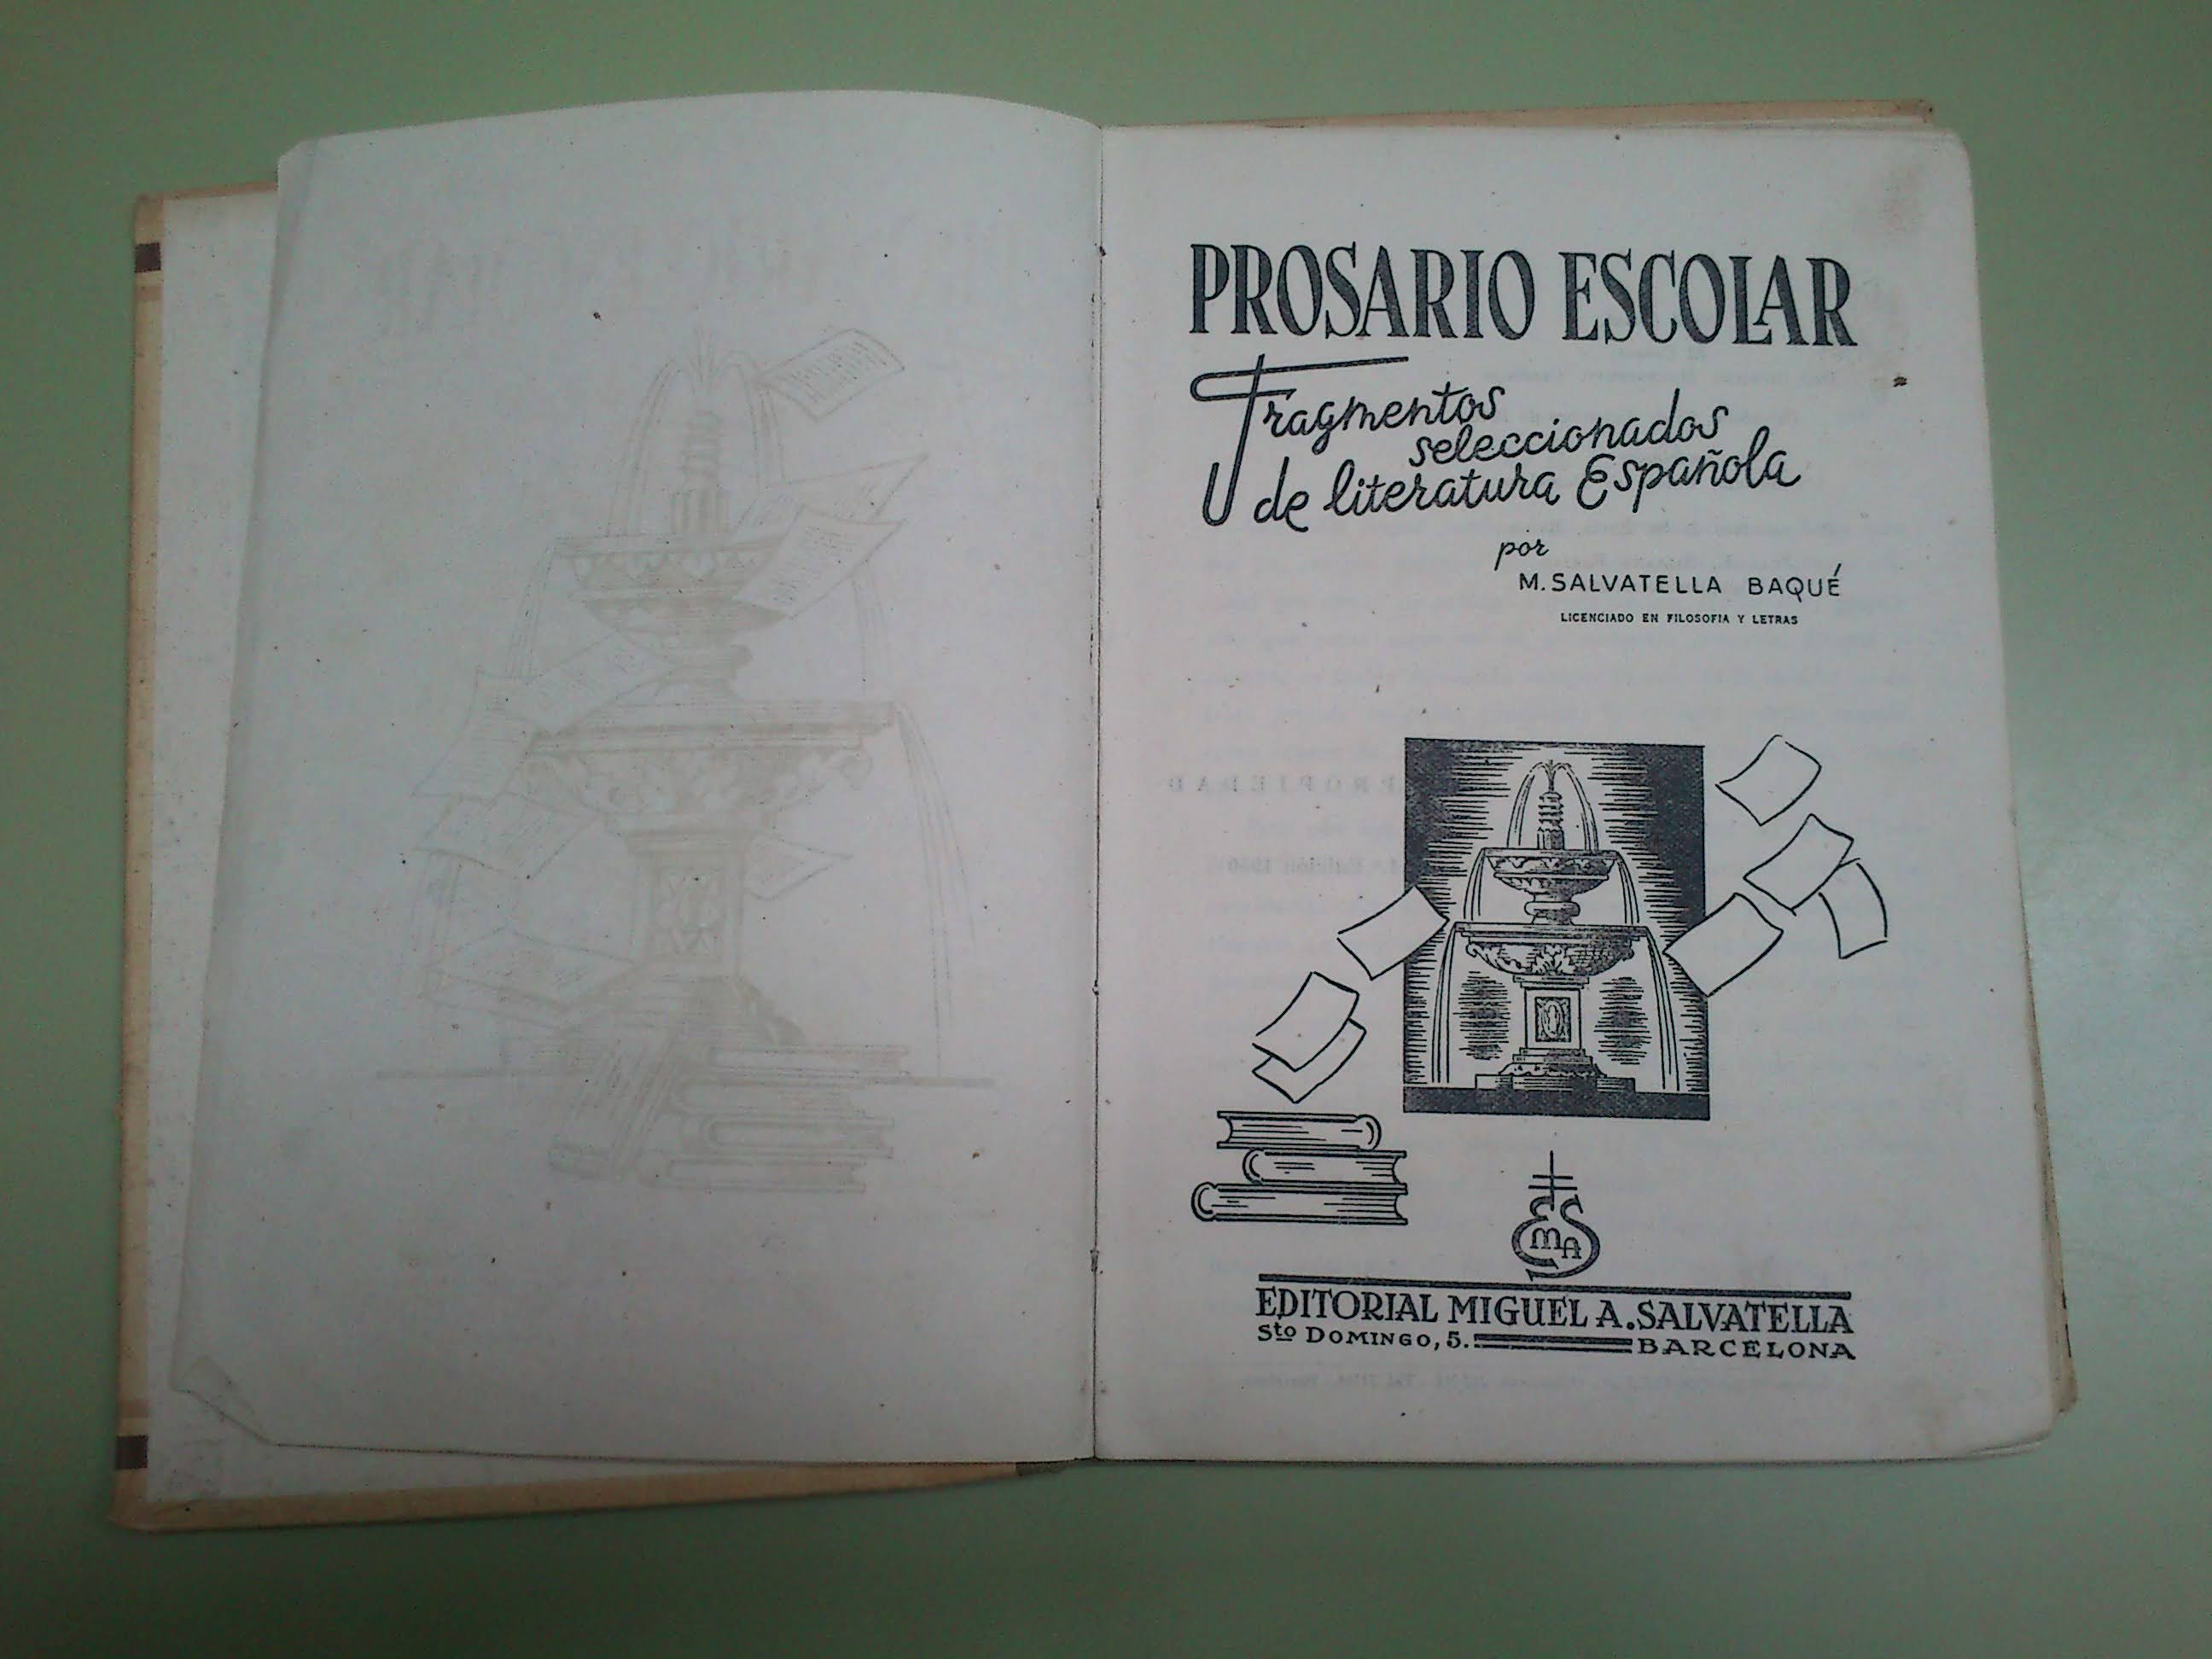 PROSARIO ESCOLAR
Fragmentos
seleccionados
de literatura Española
por
M. SALVATELLA BAQUÉ
LICENCIADO EN FILOSOFIA Y LETRAS
EMAS
EDITORIAL MIGUEL A. SALVATELLA
Sto DOMINGO, 5. BARCELONA